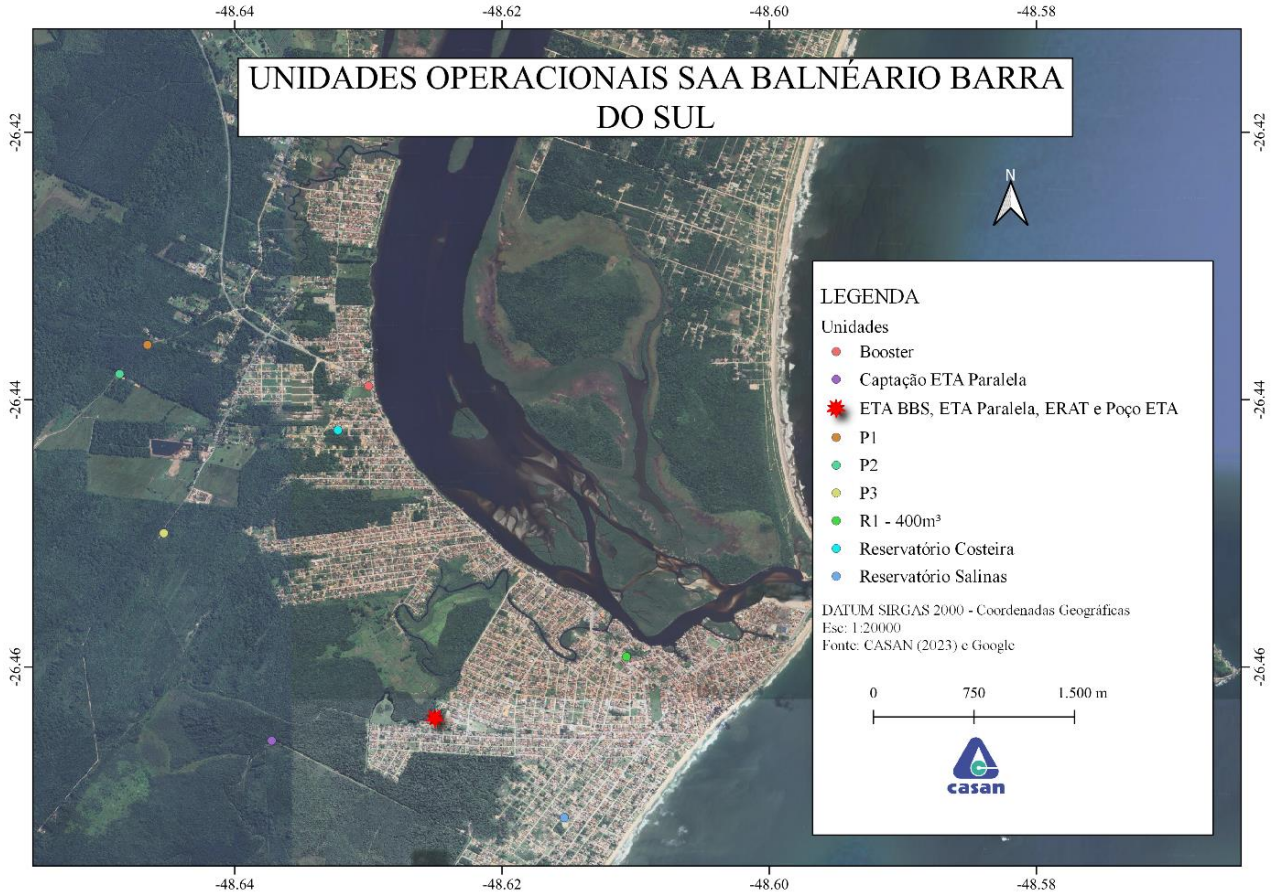 -48.64
-48.62
-48.60
-48.58
UNIDADES OPERACIONAIS SAA BALNÉARIO BARRA
DO SUL
-26.42
-26.42
N
LEGENDA
Unidades
Booster
Captação ETA Paralela
ETA BBS, ETA Paralela, ERAT e Poço ETA
P1
P2
P3
R1 - 400m³
Reservatório Costeira
Reservatório Salinas
-26.44
-26.44
DATUM SIRGAS 2000 - Coordenadas Geográficas
Esc: 1:20000
Fonte: CASAN (2023) e Google
-26.46
-26.46
0
750
1.500 m
casan
-48.64
-48.62
-48.60
-48.58